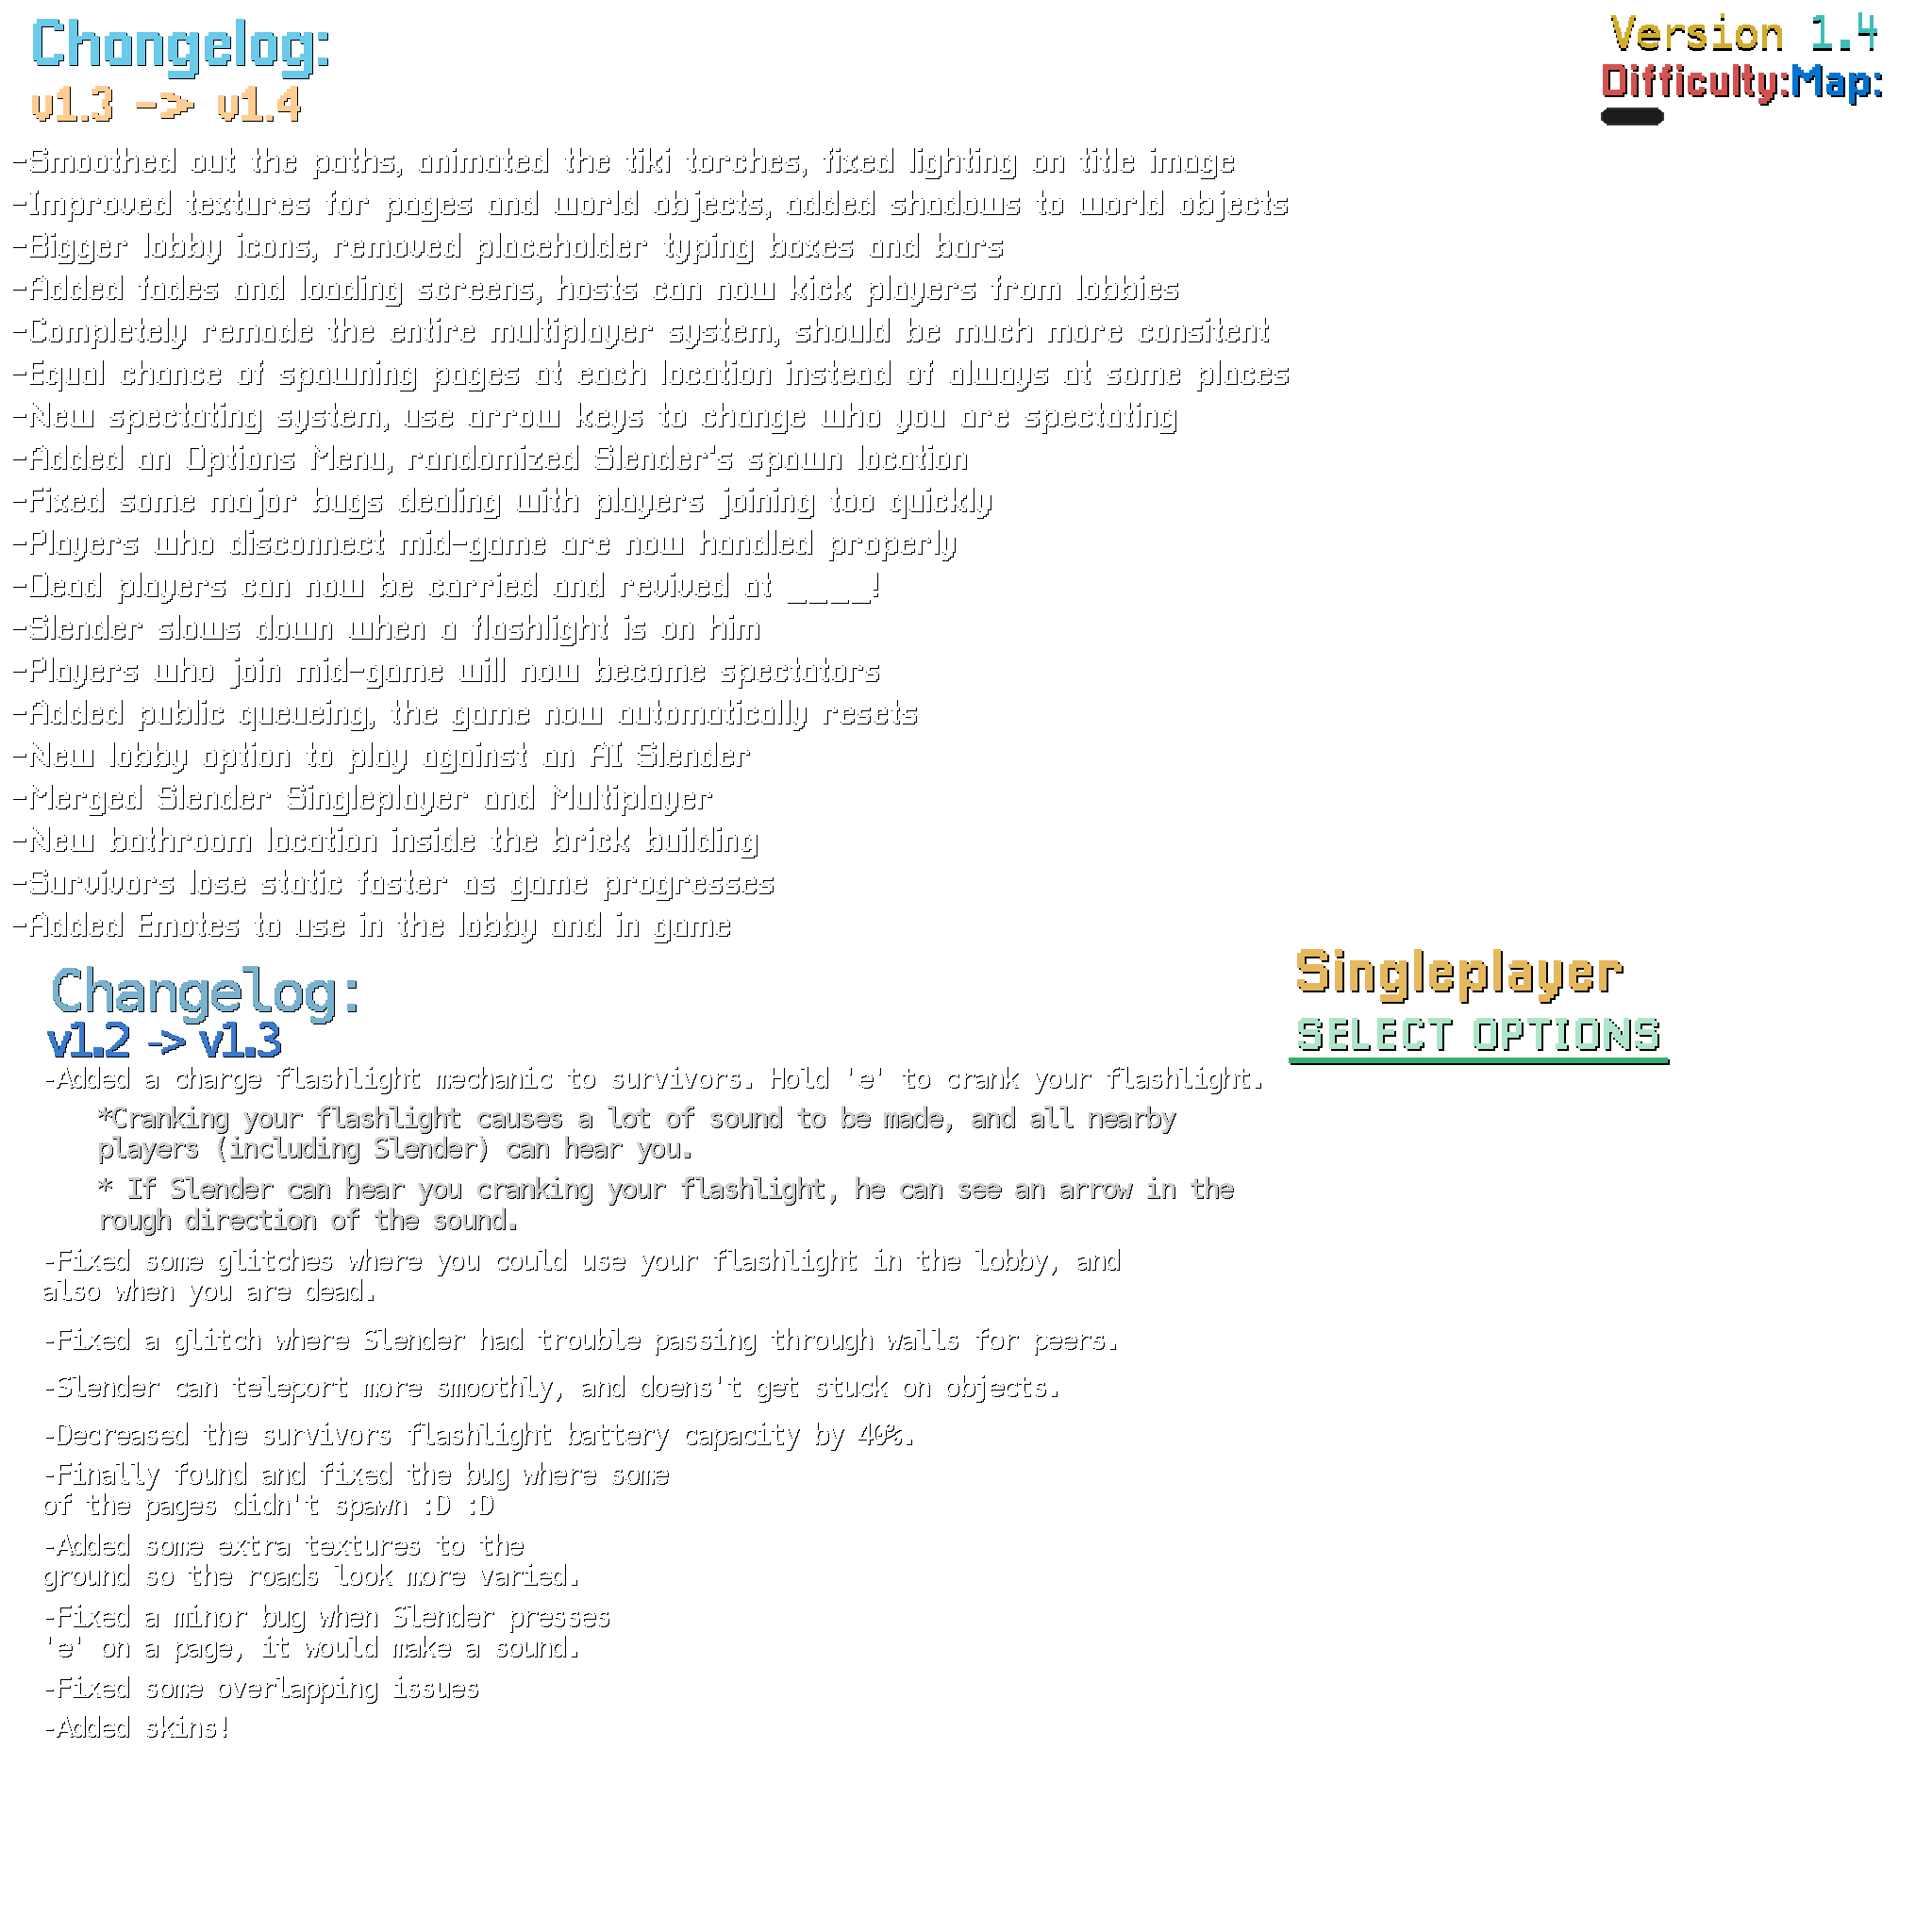 Changelog:
v1.3 -> v1.4
Version 1.4
Difficulty:Map:
-Smoothed out the paths, animated the tiki torches, fixed lighting on title image
-Improved textures for pages and world objects, added shadows to world objects
-Bigger lobby icons, removed placeholder typing boxes and bars
-Added fades and loading screens, hosts can now kick players from lobbies
-Completely remade the entire multiplayer system, should be much more consitent
-Equal chance of spawning pages at each location instead of always at some places
-New spectating system, use arrow keys to change who you are spectating
-Added an Options Menu, randomized Slender's spawn location
-Fixed some major bugs dealing with players joining too quickly
-Players who disconnect mid-game are now handled properly
-Dead players can now be carried and revived at ____!
-Slender slows down when a flashlight is on him
-Players who join mid-game will now become spectators
-Added public queueing, the game now automatically resets
-New lobby option to play against an AI Slender
-Merged Slender Singleplayer and Multiplayer
-New bathroom location inside the brick building
-Survivors lose static faster as game progresses
-Added Emotes to use in the lobby and in game
Singleplayer
SELECT OPTIONS
Changelog:
v1.2 -> v1.3
-Added a charge flashlight mechanic to survivors. Hold 'e' to crank your flashlight.
*Cranking your flashlight causes a lot of sound to be made, and all nearby
players (including Slender) can hear you.
* If Slender can hear you cranking your flashlight, he can see an arrow in the
rough direction of the sound.
-Fixed some glitches where you could use your flashlight in the lobby, and
also when you are dead.
-Fixed a glitch where Slender had trouble passing through walls for peers.
-Slender can teleport more smoothly, and doens't get stuck on objects.
-Decreased the survivors flashlight battery capacity by 40%.
-Finally found and fixed the bug where some
of the pages didn't spawn :D :D
-Added some extra textures to the
ground so the roads look more varied.
-Fixed a minor bug when Slender presses
'e' on a page, it would make a sound.
-Fixed some overlapping issues
-Added skins!